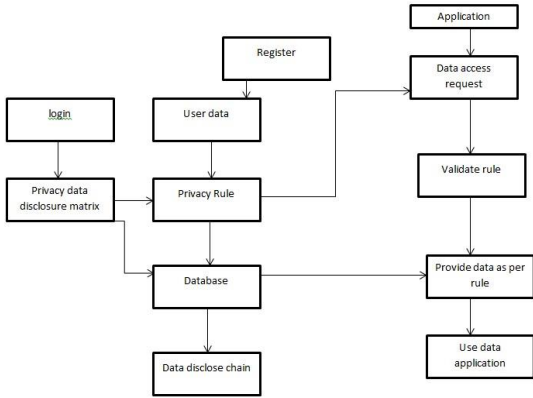 Application
Register
Data access
request
login
User data
Validate rule
Privacy data
disclosure matrix
Privacy Rule
Database
Provide data as per
rule
Data disclose chain
Use data
application